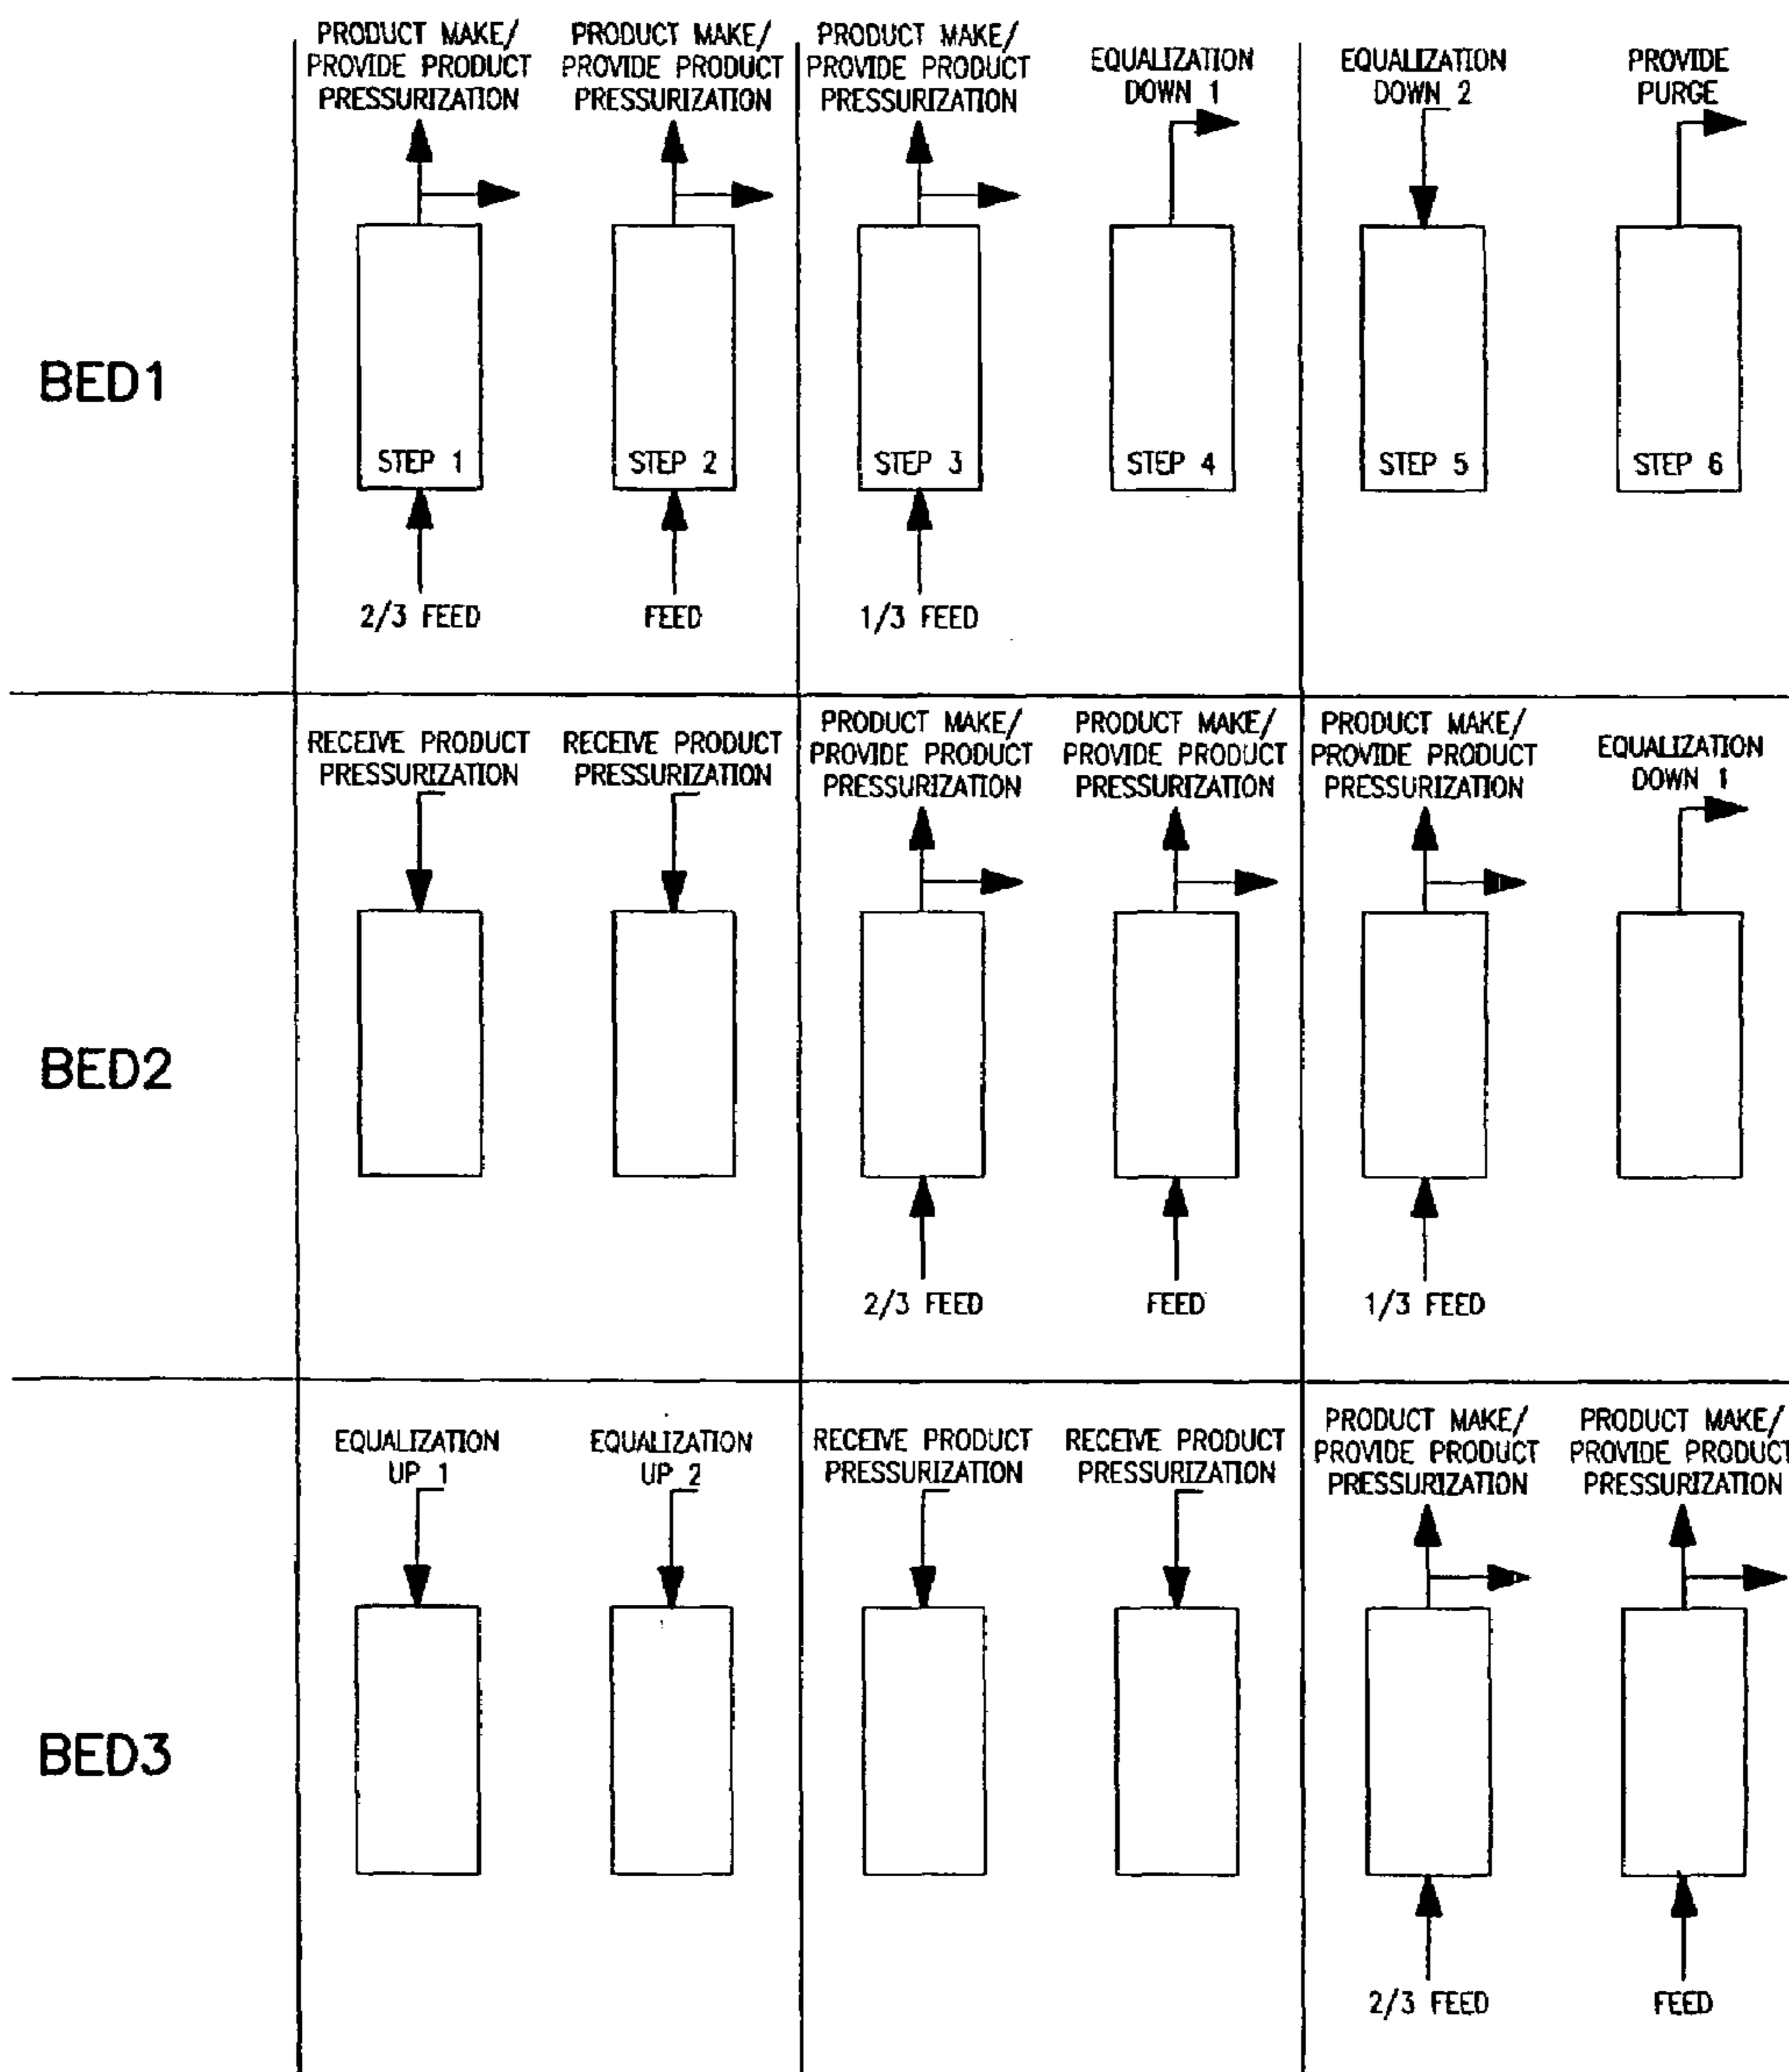 PRODUCT MAKE/
PROVIDE PRODUCT
PRESSURIZATION
PRODUCT MAKE/
PROVIDE PRODUCT
PRESSURIZATION
PRODUCT MAKE/
PROVIDE PRODUCT
PRESSURIZATION
EQUALIZATION
DOWN 1
EQUALIZATION
DOWN 2
PROVIDE
PURGE
BED1
STEP 1
STEP 2
STEP 3
STEP 4
STEP 5
STEP 6
2/3 FEED
FEED
1/3 FEED
RECEIVE PRODUCT
PRESSURIZATION
RECEIVE PRODUCT
PRESSURIZATION
PRODUCT MAKE/
PROVIDE PRODUCT
PRESSURIZATION
PRODUCT MAKE/
PROVIDE PRODUCT
PRESSURIZATION
PRODUCT MAKE/
PROVIDE PRODUCT
PRESSURIZATION
EQUALIZATION
DOWN 1
BED2
2/3 FEED
FEED
1/3 FEED
EQUALIZATION
UP 1
EQUALIZATION
UP 2
RECEIVE PRODUCT
PRESSURIZATION
RECEIVE PRODUCT
PRESSURIZATION
PRODUCT MAKE/
PROVIDE PRODUCT
PRESSURIZATION
PRODUCT MAKE/
PROVIDE PRODUCT
PRESSURIZATION
BED3
2/3 FEED
FEED